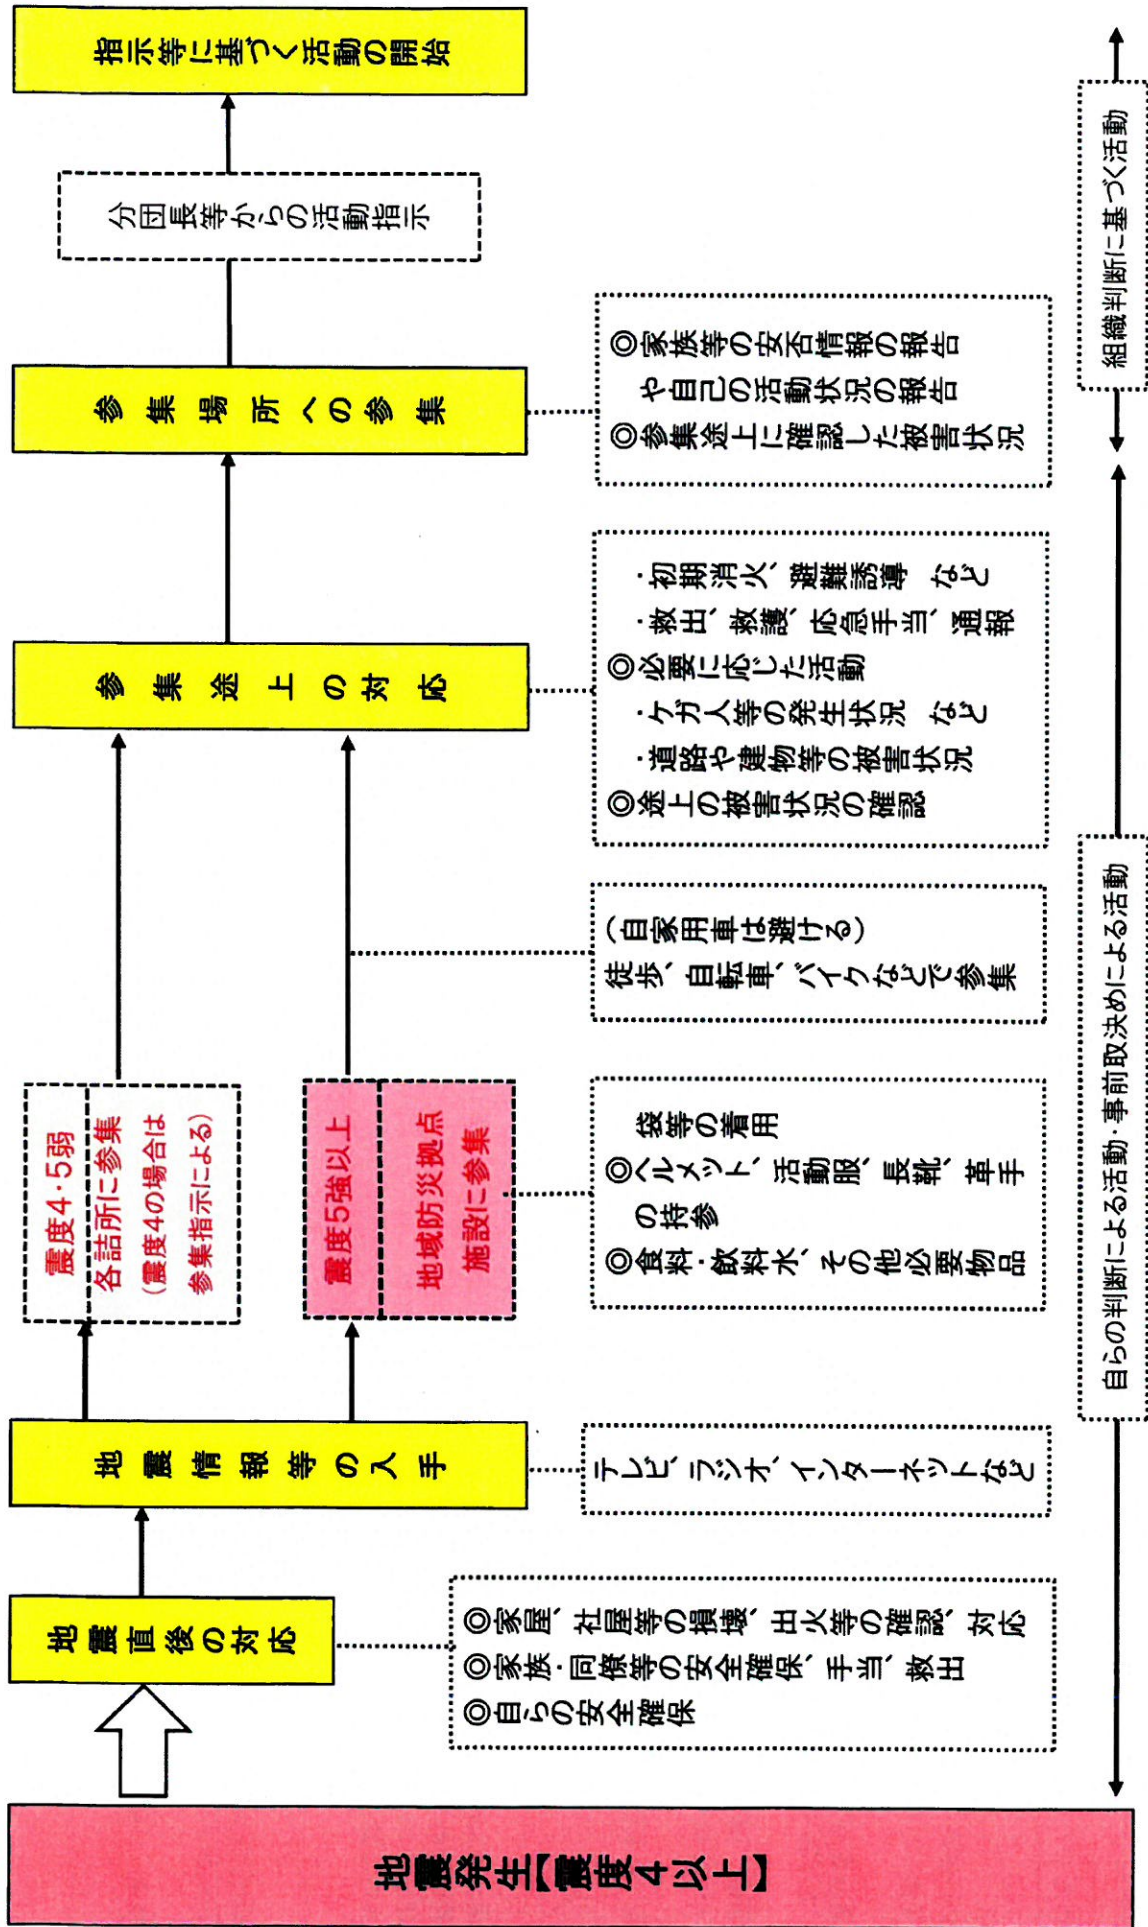 地震発生【震度4以上】
地震直後の対応
◎自らの安全確保
◎家族・同僚等の安全確保、手当、救出
◎家屋、社屋等の損壊、出火等の確認、対応
地震情報等の入手
テレビ、ラジオ、インターネットなど
震度4・5弱
各詰所に参集
(震度4の場合は
参集指示による)
震度5強以上
地域防災拠点
施設に参集
◎食料・飲料水、その他必要物品
の持参
◎ヘルメット、活動服、長靴、革手
袋等の着用
徒歩、自転車、バイクなどで参集
(自家用車は避ける)
参集途上の対応
◎途上の被害状況の確認
・道路や建物等の被害状況
・ケガ人等の発生状況 など
◎必要に応じた活動
・救出、救護、応急手当、通報
・初期消火、避難誘導 など
参集場所への参集
◎参集途上に確認した被害状況
や自己の活動状況の報告
◎家族等の安否情報の報告
分団長等からの活動指示
指示等に基づく活動の開始
自らの判断による活動・事前取決めによる活動
組織判断に基づく活動